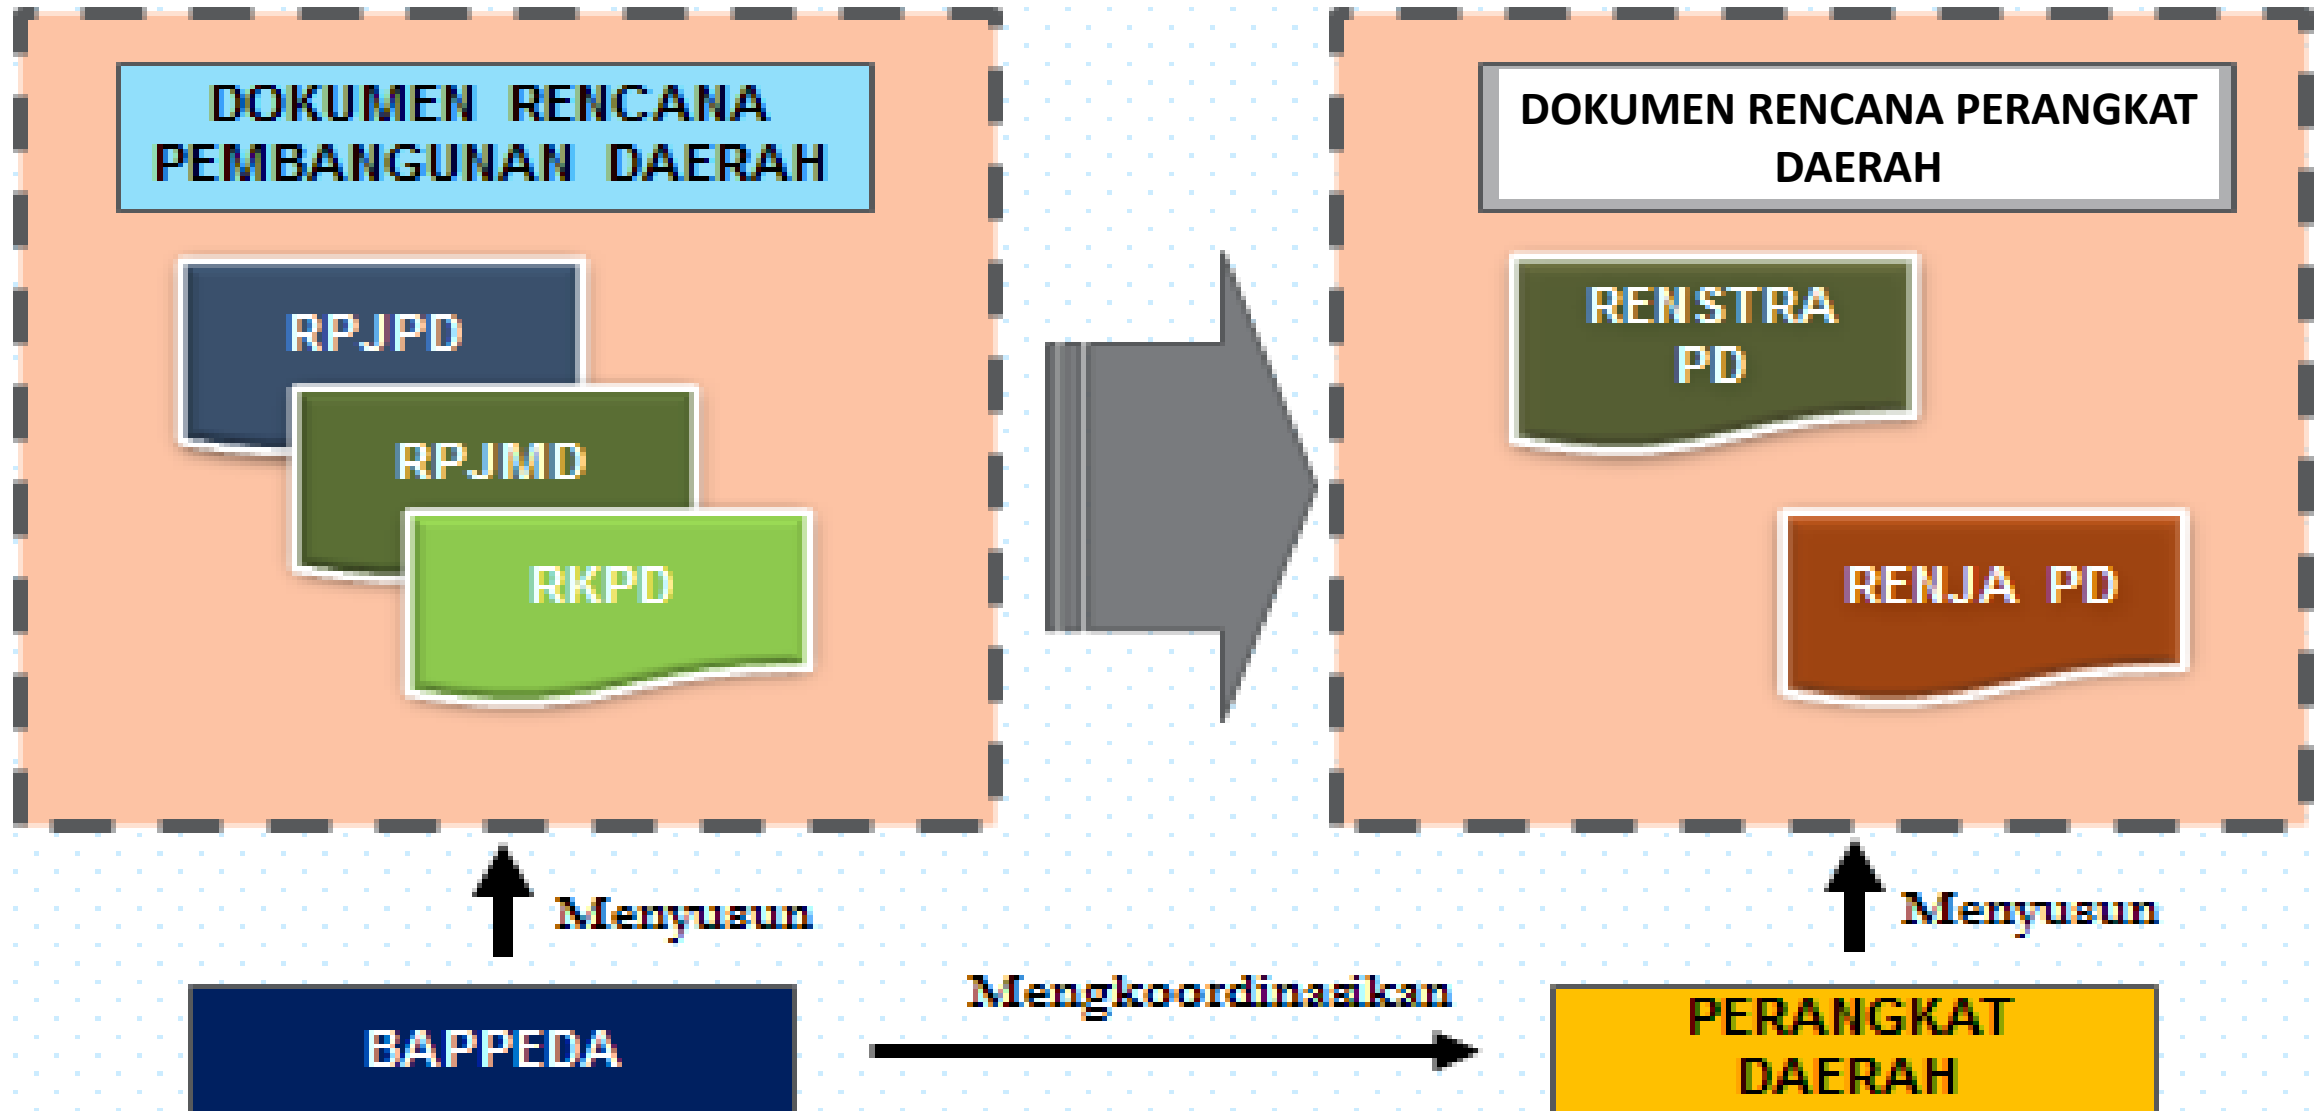 DOKUMEN RENCANA
PEMBANGUNAN DAERAH
RPJPD
RPJMD
RKPD
DOKUMEN RENCANA PERANGKAT
DAERAH
RENSTRA
PD
RENJA PD
Menyusun
Menyusun
BAPPEDA
Mengkoordinasikan
PERANGKAT
DAERAH